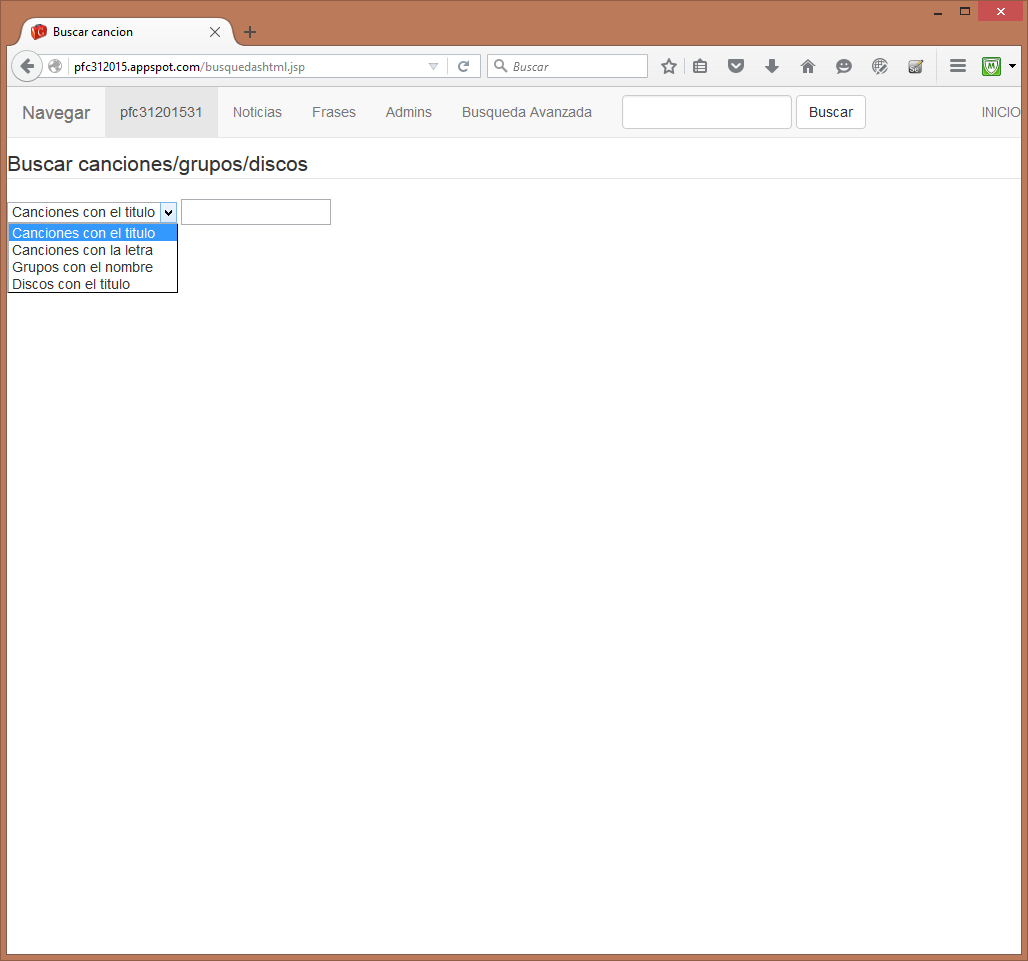 Buscar cancion
pfc312015.appspot.com/busquedashtml.jsp
Buscar
Navegar pfc31201531 Noticias Frases Admins Busqueda Avanzada Buscar INICIO
Buscar canciones/grupos/discos
Canciones con el titulo
Canciones con el titulo
Canciones con la letra
Grupos con el nombre
Discos con el titulo